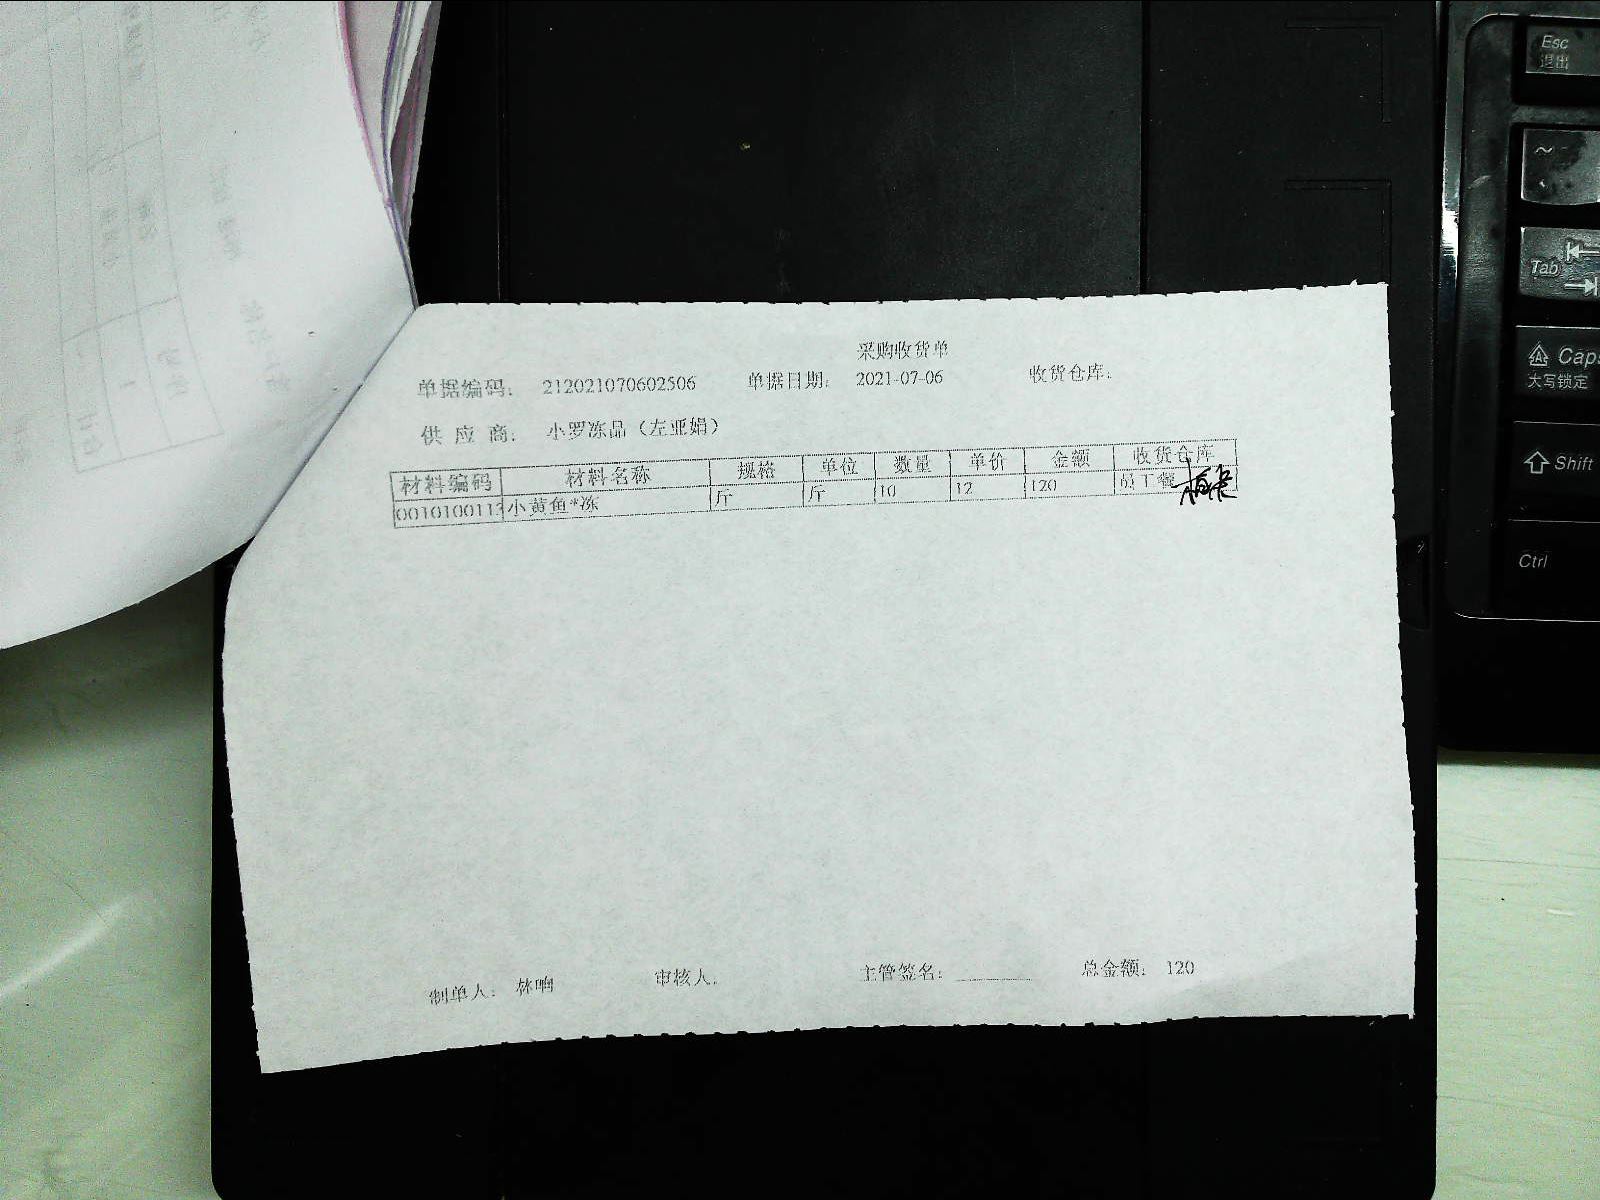 采购收货单
单据编码： 212021070602506 单据日期： 2021-07-06 收货仓库：
供 应 商： 小罗冻品（左亚娟）
材料编码 材料名称 规格 单位 数量 单价 金额 收货仓库
0010100113 小黄鱼*冻 斤 斤 10 12 120 员工餐
制单人： 林响 审核人： 主管签名： 总金额： 120
Esc
退出
~
Tab
Caps
大写锁定
Shift
Ctrl